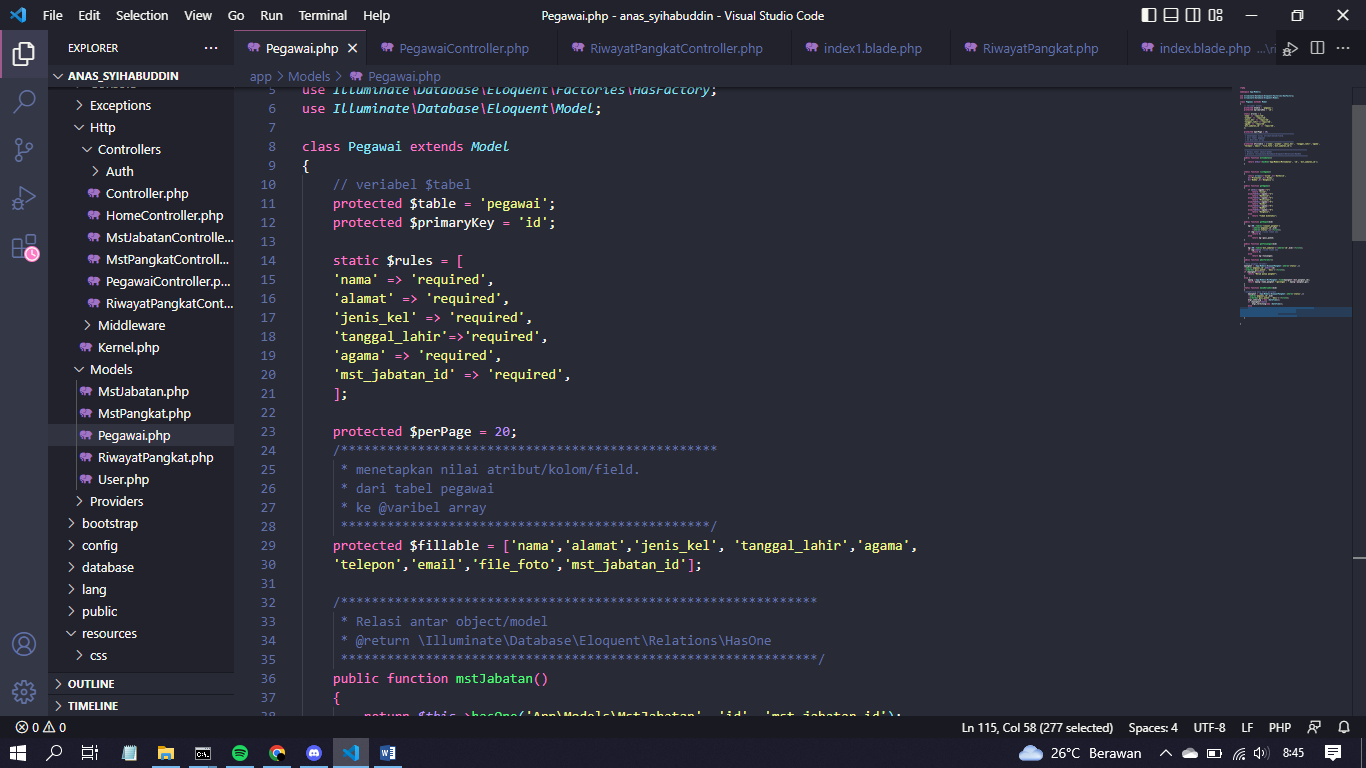 File Edit Selection View Go Run Terminal Help
Pegawai.php - anas_syihabuddin - Visual Studio Code
EXPLORER
Pegawai.php PegawaiController.php RiwayatPangkatController.php index1.blade.php RiwayatPangkat.php index.blade.php ...\ri
ANAS_SYIHABUDDIN
app > Models > Pegawai.php
Exceptions
Http
Controllers
Auth
Controller.php
HomeController.php
MstJabatanControlle...
MstPangkatControll...
PegawaiController.p...
RiwayatPangkatCont...
Middleware
Kernel.php
Models
MstJabatan.php
MstPangkat.php
Pegawai.php
RiwayatPangkat.php
User.php
Providers
bootstrap
config
database
lang
public
resources
css
OUTLINE
TIMELINE
5 use Illuminate\Database\Eloquent\Factories\HasFactory;
6 use Illuminate\Database\Eloquent\Model;
7
8 class Pegawai extends Model
9 {
10 // veriabel $tabel
11 protected $table = 'pegawai';
12 protected $primaryKey = 'id';
13
14 static $rules = [
15 'nama' => 'required',
16 'alamat' => 'required',
17 'jenis_kel' => 'required',
18 'tanggal_lahir'=>'required',
19 'agama' => 'required',
20 'mst_jabatan_id' => 'required',
21 ];
22
23 protected $perPage = 20;
24 /*************************************************
25 * menetapkan nilai atribut/kolom/field.
26 * dari tabel pegawai
27 * ke @varibel array
28 ************************************************/
29 protected $fillable = ['nama','alamat','jenis_kel', 'tanggal_lahir','agama',
30 'telepon','email','file_foto','mst_jabatan_id'];
31
32 /**************************************************************
33 * Relasi antar object/model
34 * @return \Illuminate\Database\Eloquent\Relations\HasOne
35 **************************************************************/
36 public function mstJabatan()
37 {
38 return $this->hasOne('App\Models\MstJabatan', 'id', 'mst_jabatan_id');
0 0
Ln 115, Col 58 (277 selected) Spaces: 4 UTF-8 LF PHP
26°C Berawan 8:45